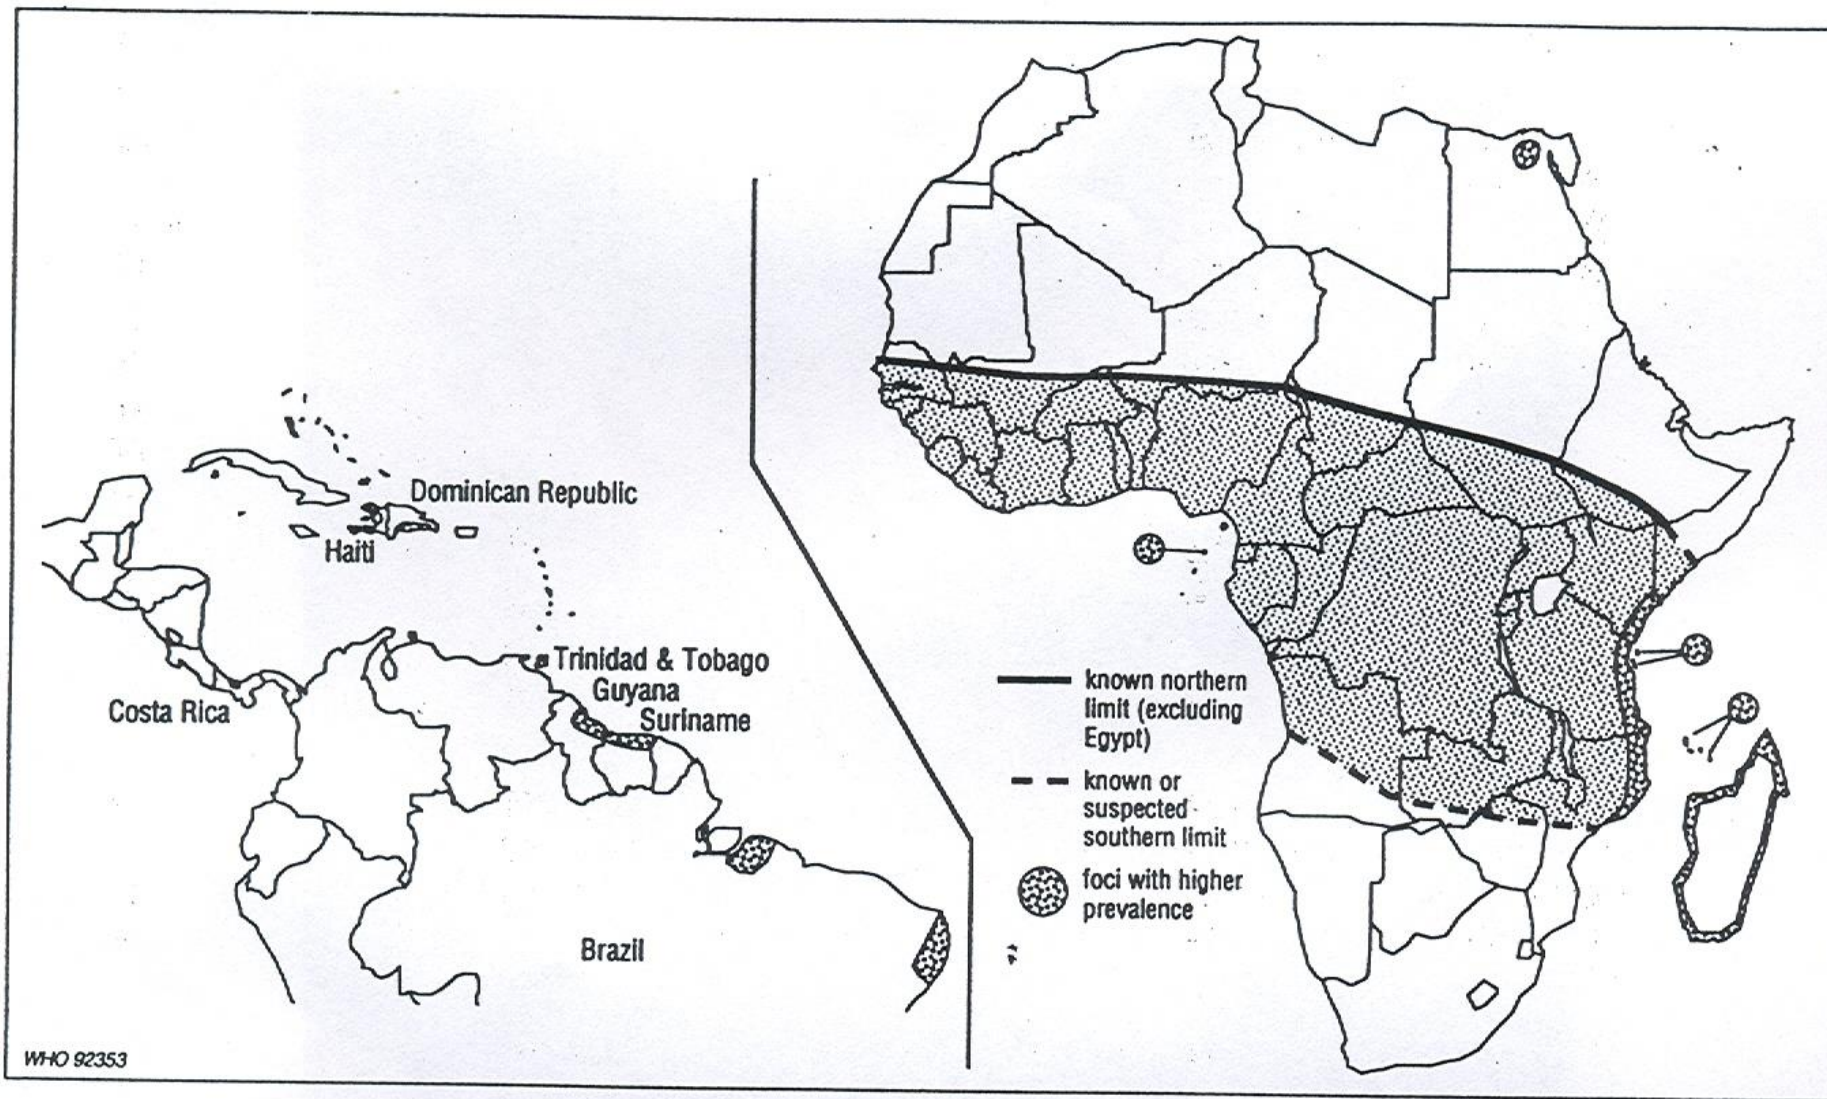 Dominican Republic
Haiti
Trinidad & Tobago
Guyana
Suriname
Costa Rica
Brazil
known northern
limit (excluding
Egypt)
known or
suspected
southern limit
foci with higher
prevalence
WHO 92353